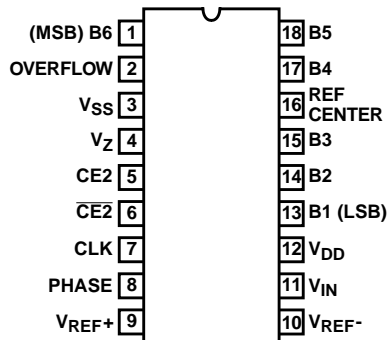 (MSB) B6 1
OVERFLOW 2
VSS 3
VZ 4
CE2 5
CE2 6
CLK 7
PHASE 8
VREF+ 9
18 B5
17 B4
16 REF
CENTER
15 B3
14 B2
13 B1 (LSB)
12 VDD
11 VIN
10 VREF-